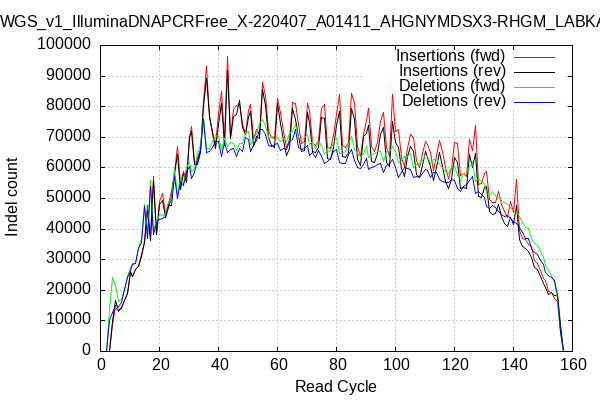 WGS_v1_IlluminaDNAPCRFree_X-220407_A01411_AHGNYMDSX3-RHGM_LABKA
Insertions (fwd)
Insertions (rev)
Deletions (fwd)
Deletions (rev)
Indel count
100000
90000
80000
70000
60000
50000
40000
30000
20000
10000
0
0 20 40 60 80 100 120 140 160
Read Cycle